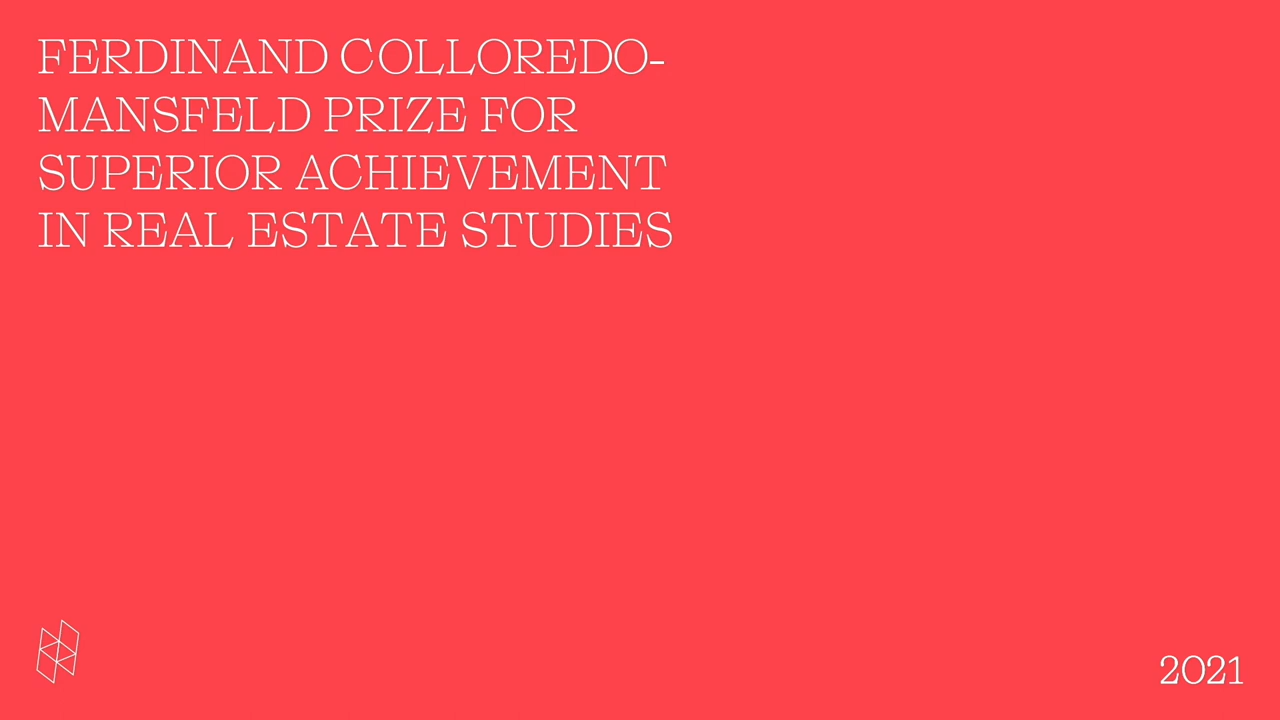 FERDINAND COLLOREDO-
MANSFELD PRIZE FOR
SUPERIOR ACHIEVEMENT
IN REAL ESTATE STUDIES
2021